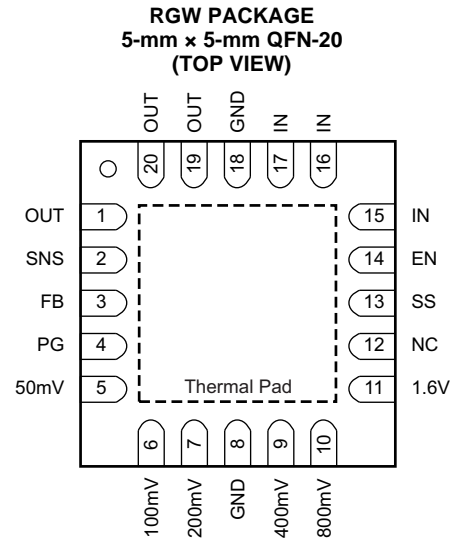 RGW PACKAGE
5-mm × 5-mm QFN-20
(TOP VIEW)
OUT
OUT
GND
IN
IN
20
19
18
17
16
OUT 1
15 IN
SNS 2
14 EN
FB 3
13 SS
PG 4
12 NC
50mV 5
Thermal Pad
11 1.6V
6
7
8
9
10
100mV
200mV
GND
400mV
800mV